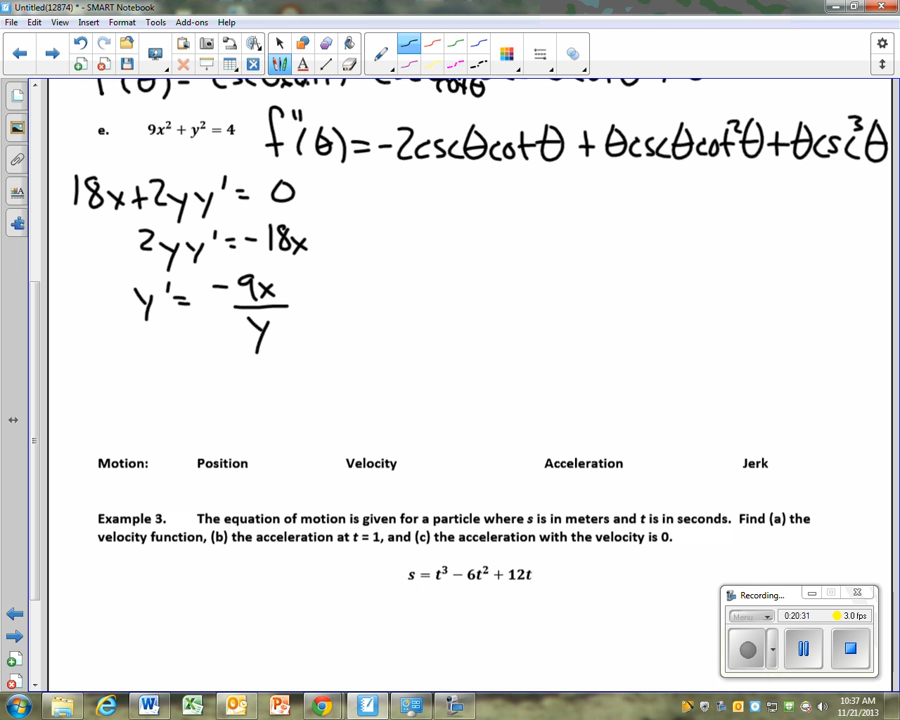 Untitled(12874) * - SMART Notebook
File Edit View Insert Format Tools Help
e. 9x² + y² = 4
f''(θ) = -2cscθcotθ + θcscθcot²θ + θcsc³θ
18x + 2yy' = 0
2yy' = -18x
y' = -9x
y
Motion: Position Velocity Acceleration Jerk
Example 3. The equation of motion is given for a particle where s is in meters and t is in seconds. Find (a) the
velocity function, (b) the acceleration at t = 1, and (c) the acceleration with the velocity is 0.
s = t³ − 6t² + 12t
Recording...
Menu 0:20:31 3.0 fps
10:37 AM
11/21/2013